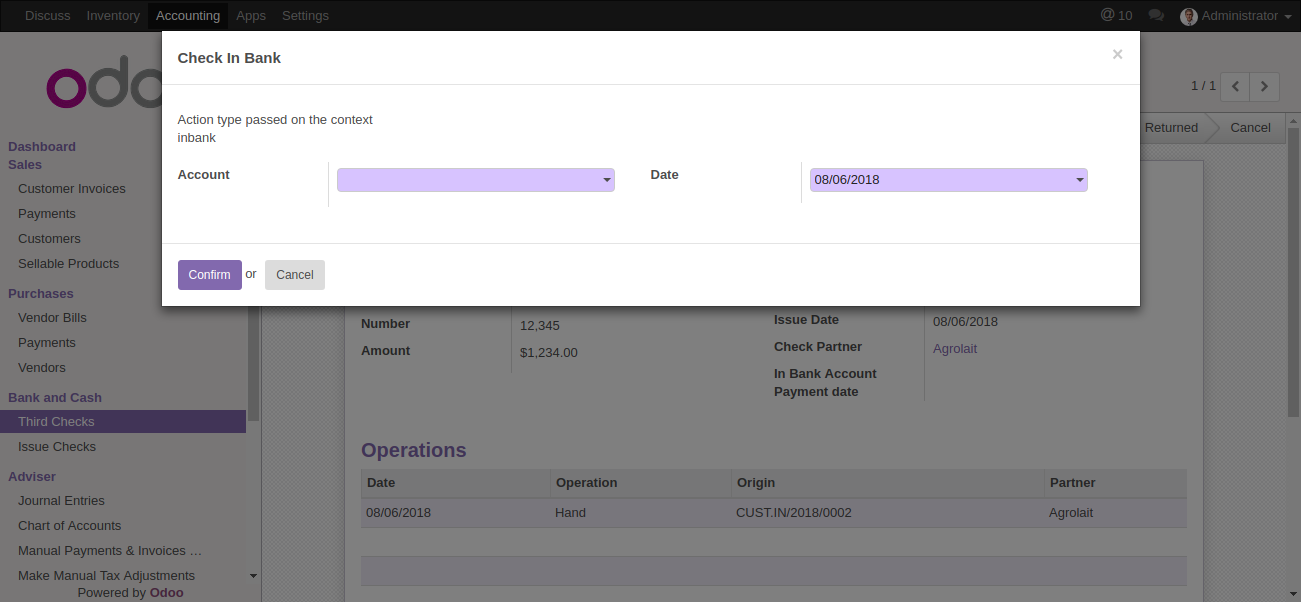 Discuss Inventory Accounting Apps Settings @ 10 Administrator
odoo
Check In Bank ×
1 / 1
Returned Cancel
Action type passed on the context
inbank
Account Date 08/06/2018
Confirm or Cancel
Dashboard
Sales
Customer Invoices
Payments
Customers
Sellable Products
Purchases
Vendor Bills
Payments
Vendors
Bank and Cash
Third Checks
Issue Checks
Adviser
Journal Entries
Chart of Accounts
Manual Payments & Invoices …
Make Manual Tax Adjustments
Powered by Odoo
Number 12,345
Amount $1,234.00
Issue Date 08/06/2018
Check Partner Agrolait
In Bank Account
Payment date
Operations
Date Operation Origin Partner
08/06/2018 Hand CUST.IN/2018/0002 Agrolait